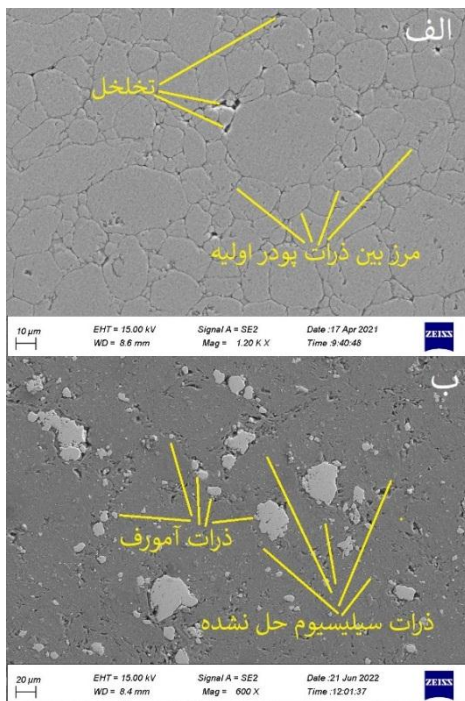 الف
تخلخل
مرز بین ذرات پودر اولیه
10 µm
EHT = 15.00 kV Signal A = SE2 Date :17 Apr 2021
WD = 8.6 mm Mag = 1.20 K X Time :9:40:48
ZEISS
ب
ذرات آمورف
ذرات سیلیسیوم حل نشده
20 µm
EHT = 15.00 kV Signal A = SE2 Date :21 Jun 2022
WD = 8.4 mm Mag = 600 X Time :12:01:37
ZEISS